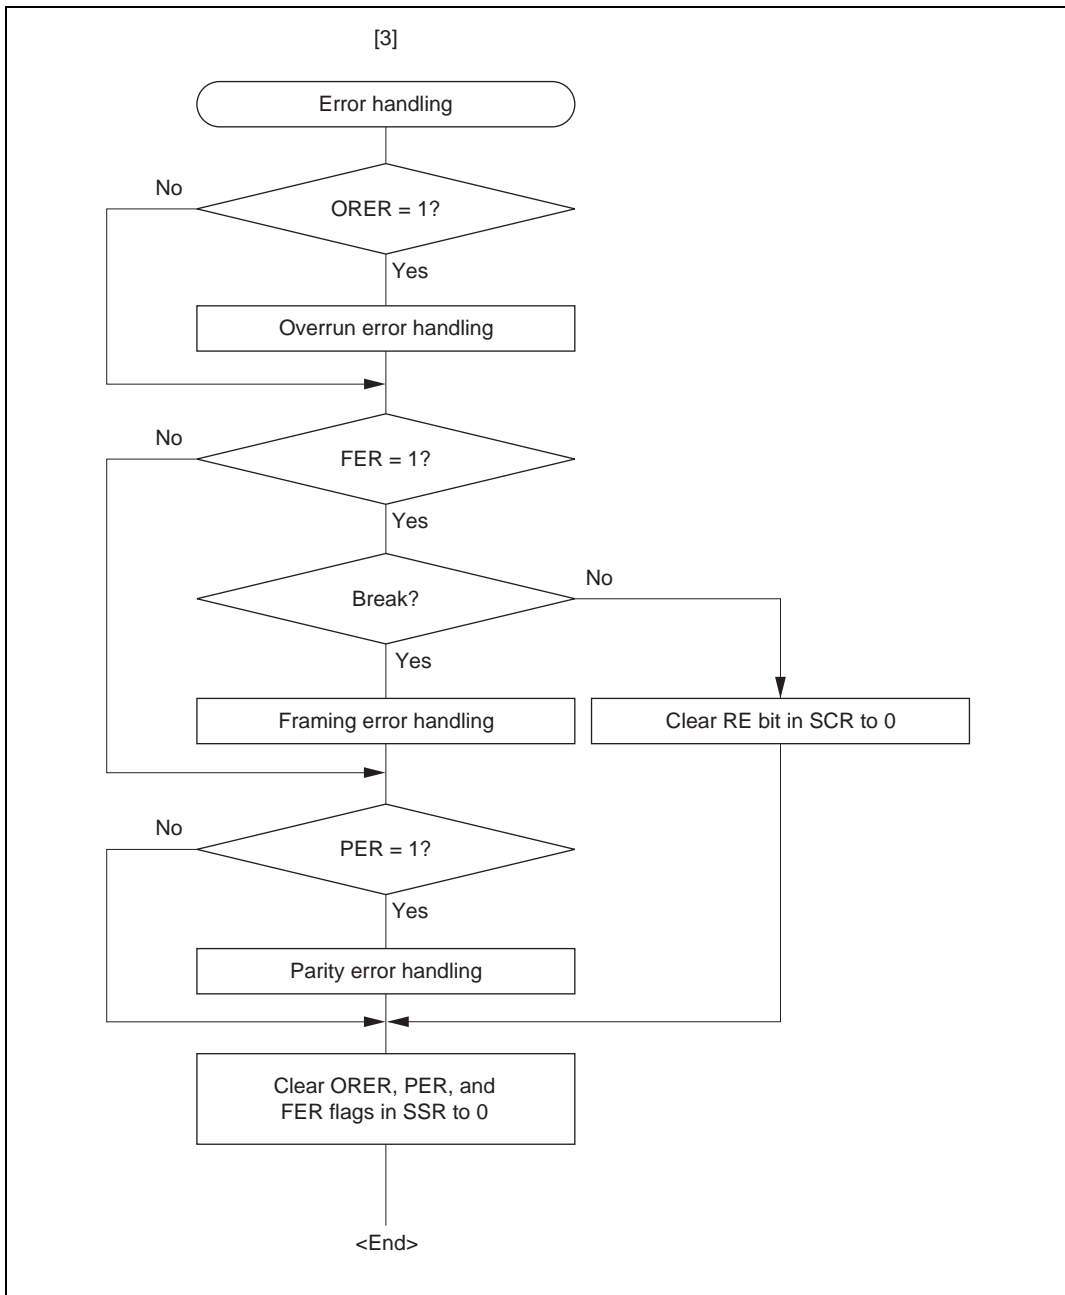 [3]
Error handling
No
ORER = 1?
Yes
Overrun error handling
No
FER = 1?
Yes
Break?
No
Yes
Framing error handling
Clear RE bit in SCR to 0
No
PER = 1?
Yes
Parity error handling
Clear ORER, PER, and
FER flags in SSR to 0
<End>